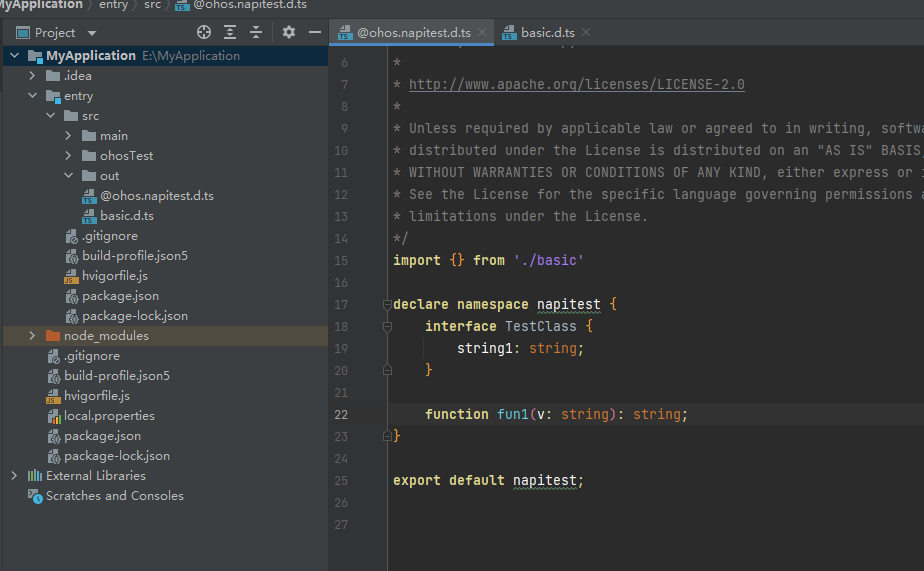 MyApplication entry src @ohos.napitest.d.ts
Project
MyApplication E:\MyApplication
.idea
entry
src
main
ohosTest
out
@ohos.napitest.d.ts
basic.d.ts
.gitignore
build-profile.json5
hvigorfile.js
package.json
package-lock.json
node_modules
.gitignore
build-profile.json5
hvigorfile.js
local.properties
package.json
package-lock.json
External Libraries
Scratches and Consoles
@ohos.napitest.d.ts basic.d.ts
6 *
7 * http://www.apache.org/licenses/LICENSE-2.0
8 *
9 * Unless required by applicable law or agreed to in writing, softwa
10 * distributed under the License is distributed on an "AS IS" BASIS
11 * WITHOUT WARRANTIES OR CONDITIONS OF ANY KIND, either express or i
12 * See the License for the specific language governing permissions a
13 * limitations under the License.
14 */
15 import {} from './basic'
16
17 declare namespace napitest {
18 interface TestClass {
19 string1: string;
20 }
21
22 function fun1(v: string): string;
23 }
24
25 export default napitest;
26
27